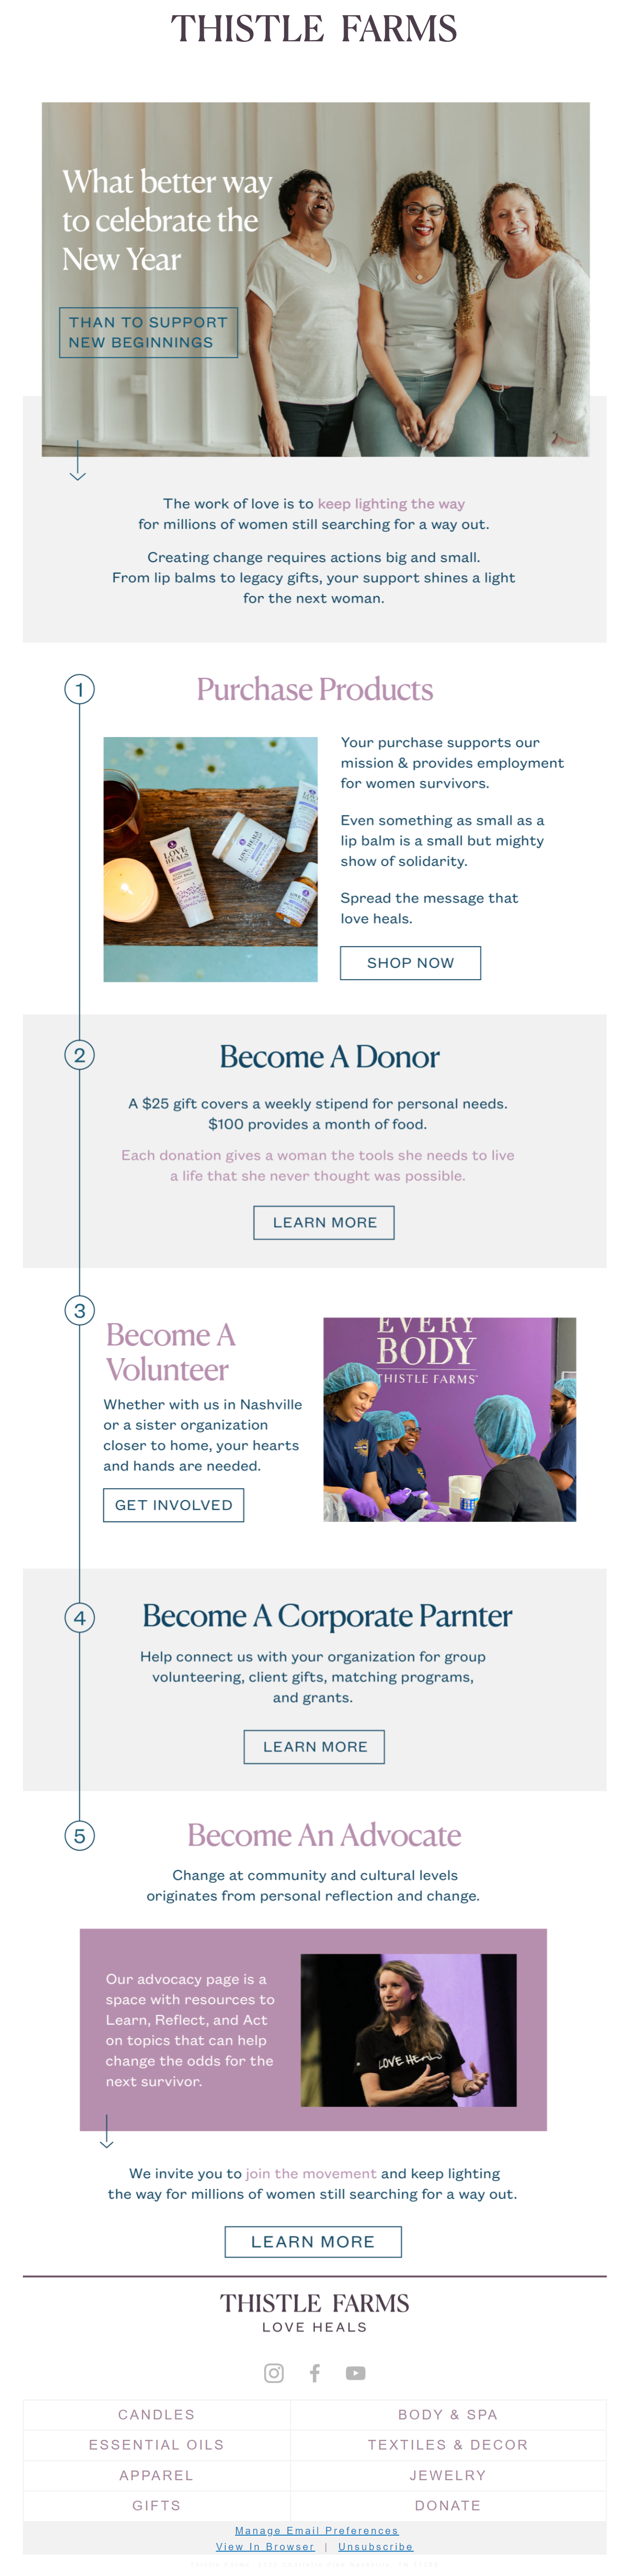 THISTLE FARMS
What better way
to celebrate the
New Year
THAN TO SUPPORT
NEW BEGINNINGS
The work of love is to keep lighting the way
for millions of women still searching for a way out.
Creating change requires actions big and small.
From lip balms to legacy gifts, your support shines a light
for the next woman.
1
Purchase Products
LOVE
HEALS
LOVE HEALS
Your purchase supports our
mission & provides employment
for women survivors.
Even something as small as a
lip balm is a small but mighty
show of solidarity.
Spread the message that
love heals.
SHOP NOW
2
Become A Donor
A $25 gift covers a weekly stipend for personal needs.
$100 provides a month of food.
Each donation gives a woman the tools she needs to live
a life that she never thought was possible.
LEARN MORE
3
Become A
Volunteer
Whether with us in Nashville
or a sister organization
closer to home, your hearts
and hands are needed.
GET INVOLVED
EVERY
BODY
THISTLE FARMS
4
Become A Corporate Parnter
Help connect us with your organization for group
volunteering, client gifts, matching programs,
and grants.
LEARN MORE
5
Become An Advocate
Change at community and cultural levels
originates from personal reflection and change.
Our advocacy page is a
space with resources to
Learn, Reflect, and Act
on topics that can help
change the odds for the
next survivor.
LOVE HEALS
We invite you to join the movement and keep lighting
the way for millions of women still searching for a way out.
LEARN MORE
THISTLE FARMS
LOVE HEALS
CANDLES
BODY & SPA
ESSENTIAL OILS
TEXTILES & DECOR
APPAREL
JEWELRY
GIFTS
DONATE
Manage Email Preferences
View In Browser | Unsubscribe